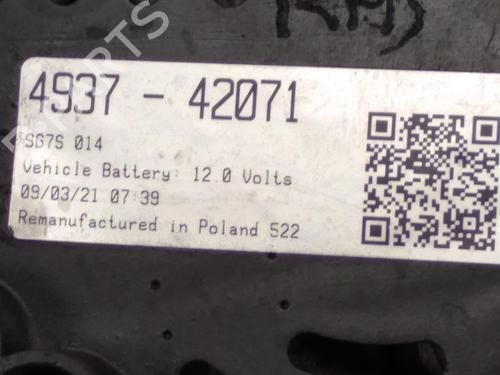 4937 - 42071
SG7S 014
Vehicle Battery: 12.0 Volts
09/03/21 07:39
Remanufactured in Poland 522